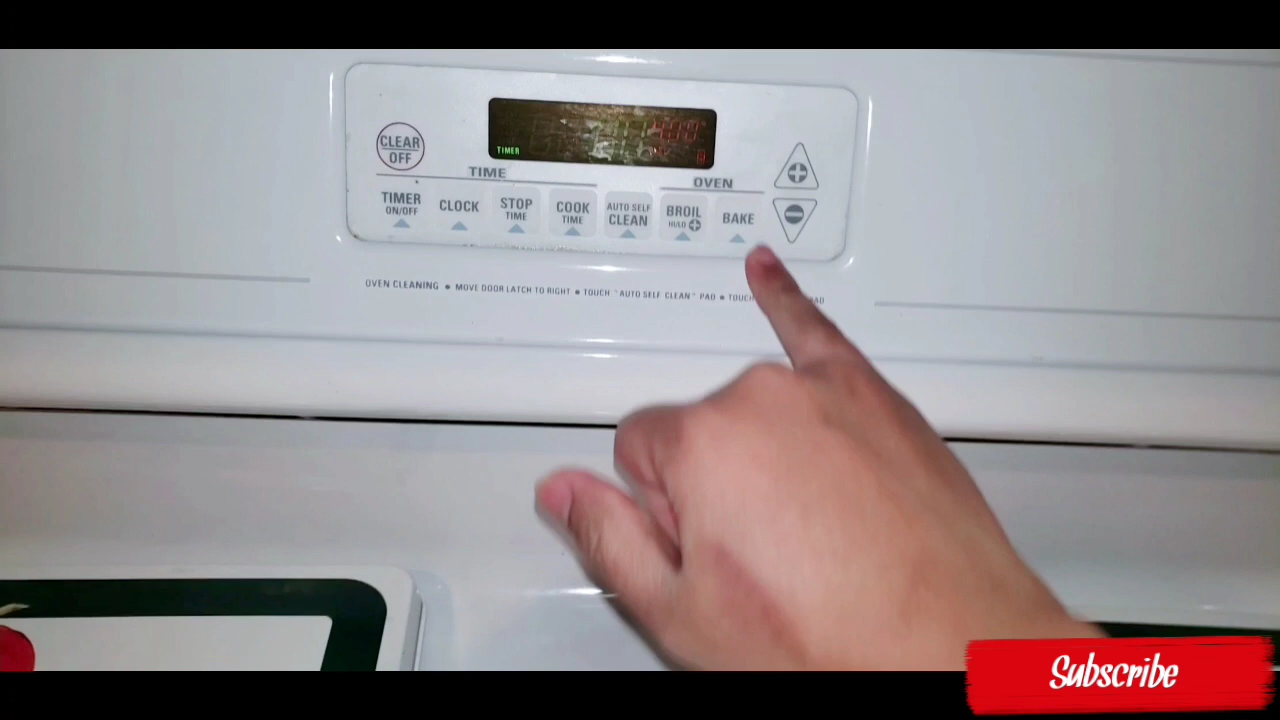 CLEAR
OFF
TIMER
TIME
OVEN
TIMER
ON/OFF
CLOCK
STOP
TIME
COOK
TIME
AUTO SELF
CLEAN
BROIL
HI/LO +
BAKE
+
−
OVEN CLEANING • MOVE DOOR LATCH TO RIGHT • TOUCH "AUTO SELF CLEAN" PAD • TOUCH PAD
Subscribe